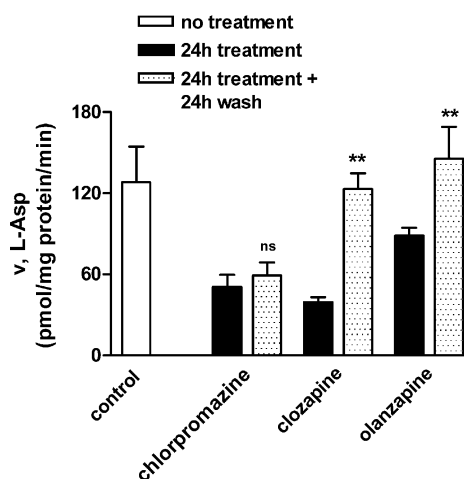 no treatment
24h treatment
24h treatment +
24h wash
v, L-Asp
(pmol/mg protein/min)
180
120
60
0
ns
**
**
control
chlorpromazine
clozapine
olanzapine